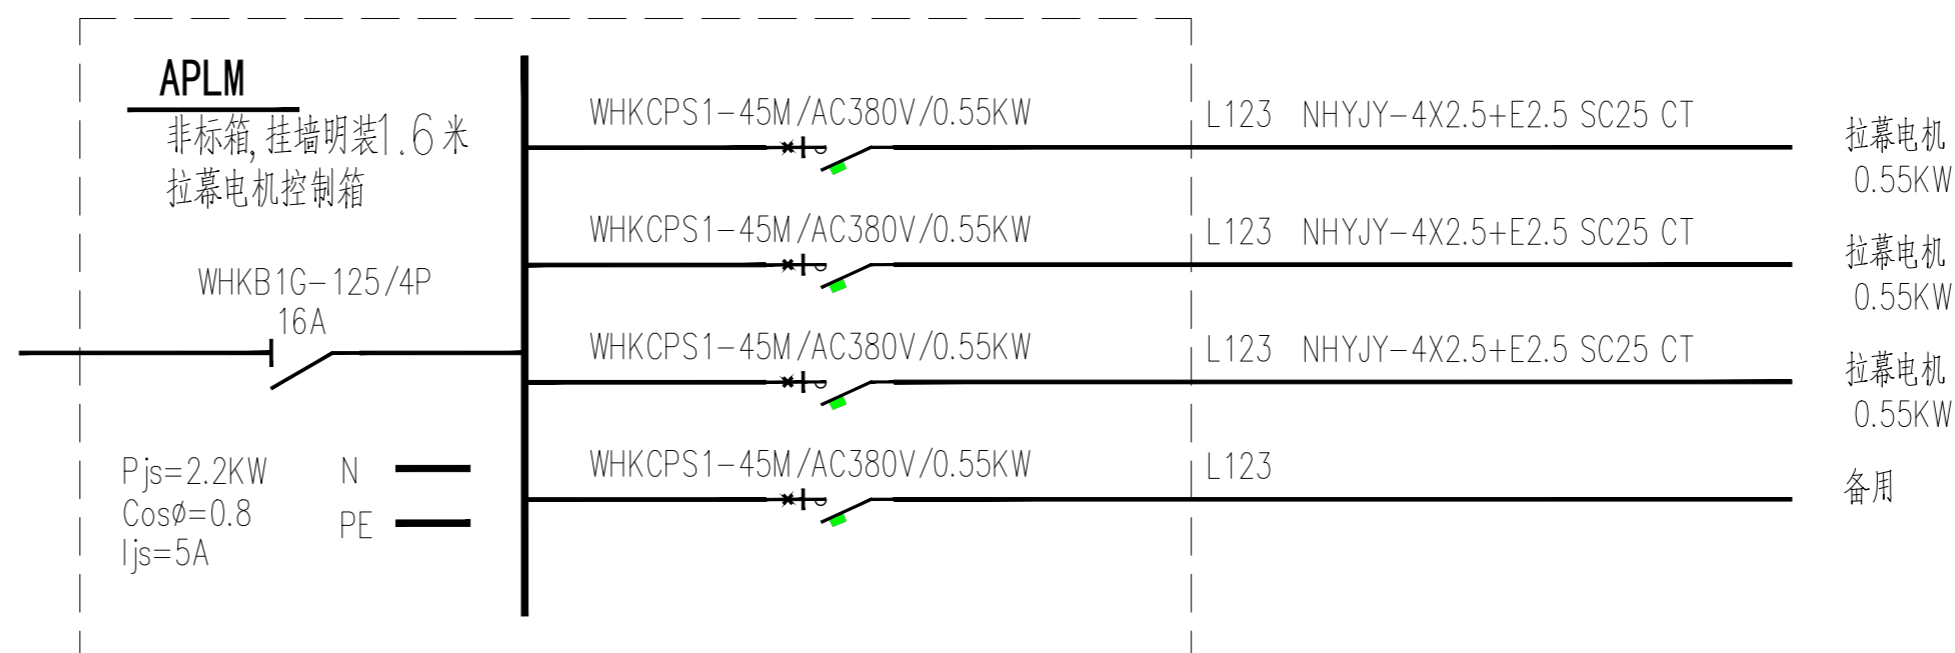 APLM
非标箱,挂墙明装1.6米
拉幕电机控制箱
WHKB1G-125/4P
16A
Pjs=2.2KW
Cosø=0.8
Ijs=5A
N
PE
WHKCPS1-45M/AC380V/0.55KW
L123 NHYJY-4X2.5+E2.5 SC25 CT
拉幕电机
0.55KW
WHKCPS1-45M/AC380V/0.55KW
L123 NHYJY-4X2.5+E2.5 SC25 CT
拉幕电机
0.55KW
WHKCPS1-45M/AC380V/0.55KW
L123 NHYJY-4X2.5+E2.5 SC25 CT
拉幕电机
0.55KW
WHKCPS1-45M/AC380V/0.55KW
L123
备用